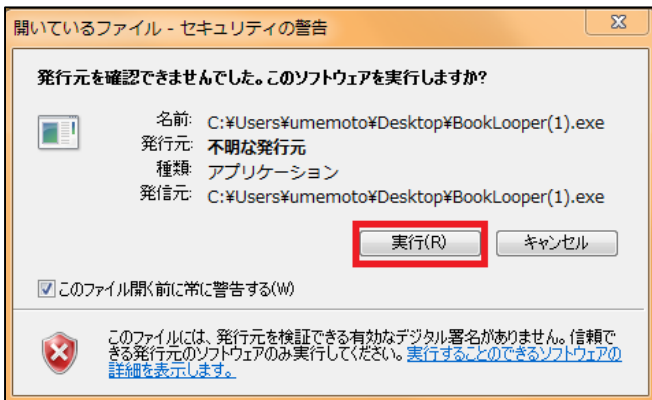 開いているファイル - セキュリティの警告
発行元を確認できませんでした。このソフトウェアを実行しますか?
名前: C:¥Users¥umemoto¥Desktop¥BookLooper(1).exe
発行元: 不明な発行元
種類: アプリケーション
発信元: C:¥Users¥umemoto¥Desktop¥BookLooper(1).exe
実行(R) キャンセル
このファイル開く前に常に警告する(W)
このファイルには、発行元を検証できる有効なデジタル署名がありません。信頼で
きる発行元のソフトウェアのみ実行してください。実行することのできるソフトウェアの
詳細を表示します。